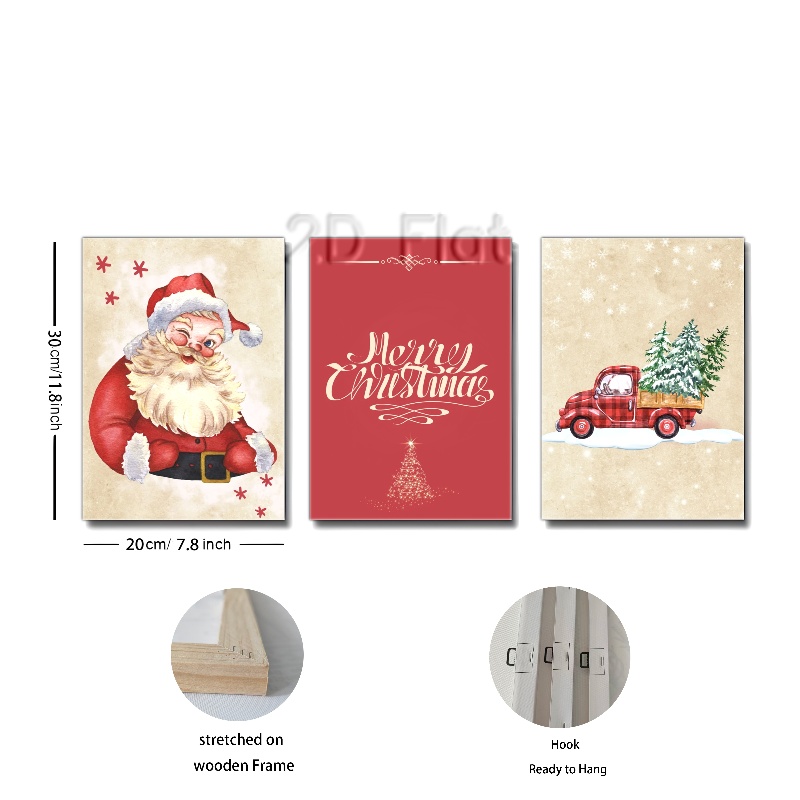 2D Flat
Merry
Christmas
30cm/11.8inch
20cm/ 7.8 inch
stretched on
wooden Frame
Hook
Ready to Hang